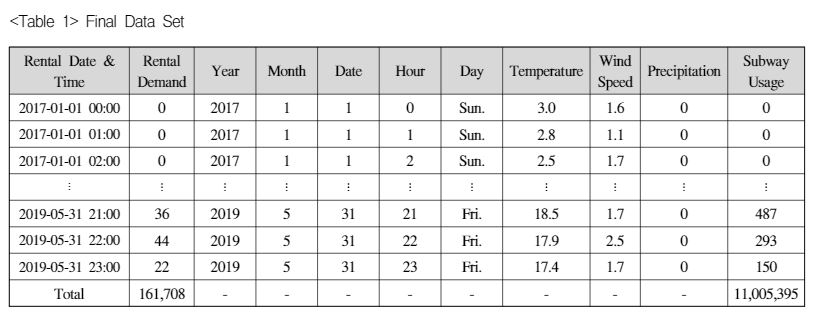 <Table 1> Final Data Set
Rental Date & Time Rental Demand Year Month Date Hour Day Temperature Wind Speed Precipitation Subway Usage
2017-01-01 00:00 0 2017 1 1 0 Sun. 3.0 1.6 0 0
2017-01-01 01:00 0 2017 1 1 1 Sun. 2.8 1.1 0 0
2017-01-01 02:00 0 2017 1 1 2 Sun. 2.5 1.7 0 0
⋮ ⋮ ⋮ ⋮ ⋮ ⋮ ⋮ ⋮ ⋮ ⋮ ⋮
2019-05-31 21:00 36 2019 5 31 21 Fri. 18.5 1.7 0 487
2019-05-31 22:00 44 2019 5 31 22 Fri. 17.9 2.5 0 293
2019-05-31 23:00 22 2019 5 31 23 Fri. 17.4 1.7 0 150
Total 161,708 - - - - - - - - 11,005,395